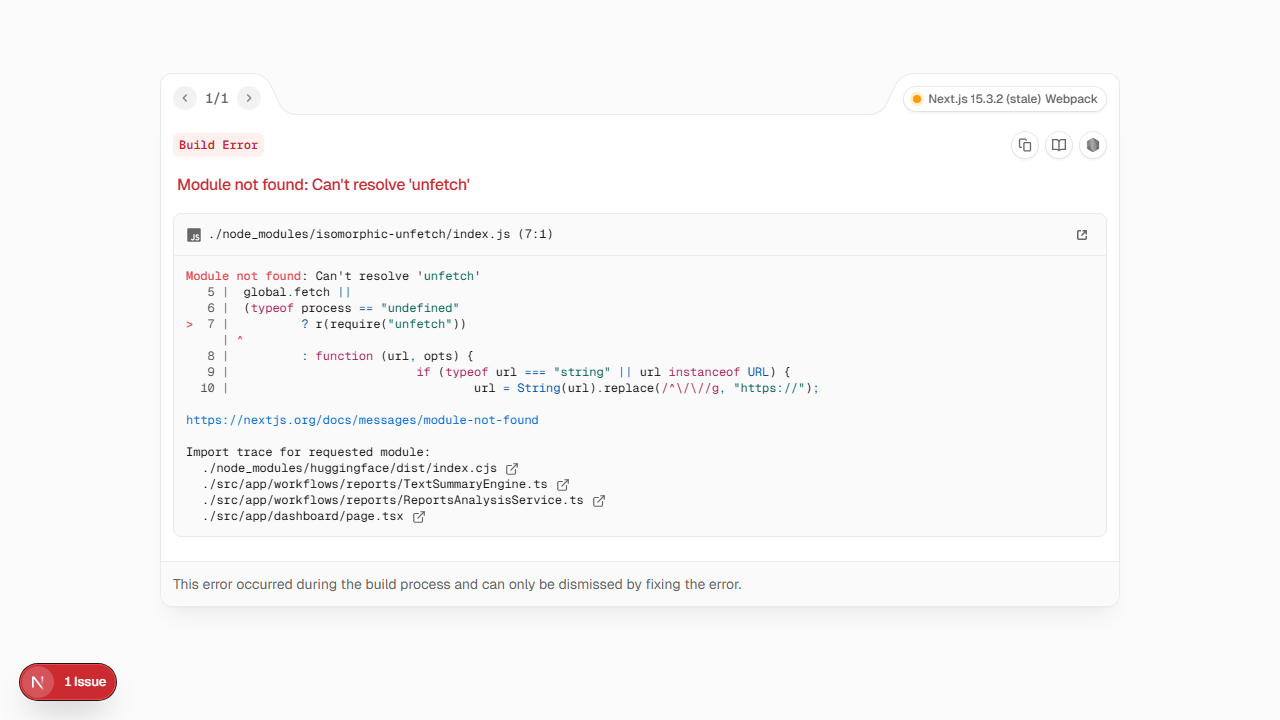 1/1
Next.js 15.3.2 (stale) Webpack
Build Error
Module not found: Can't resolve 'unfetch'
./node_modules/isomorphic-unfetch/index.js (7:1)
Module not found: Can't resolve 'unfetch'
5 |  global.fetch ||
6 |  (typeof process == "undefined"
>  7 |          ? r(require("unfetch"))
| ^
8 |          : function (url, opts) {
9 |                          if (typeof url === "string" || url instanceof URL) {
10 |                                  url = String(url).replace(/^\/\//g, "https://");
https://nextjs.org/docs/messages/module-not-found
Import trace for requested module:
./node_modules/huggingface/dist/index.cjs
./src/app/workflows/reports/TextSummaryEngine.ts
./src/app/workflows/reports/ReportsAnalysisService.ts
./src/app/dashboard/page.tsx
This error occurred during the build process and can only be dismissed by fixing the error.
1 Issue